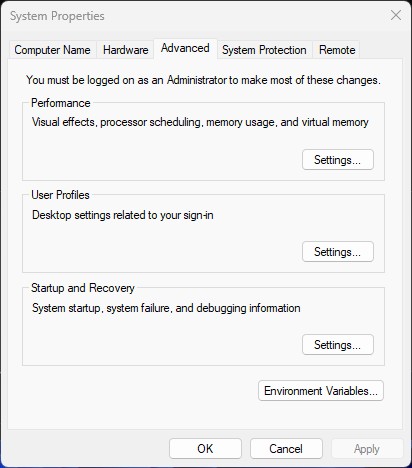 System Properties
Computer Name Hardware Advanced System Protection Remote
You must be logged on as an Administrator to make most of these changes.
Performance
Visual effects, processor scheduling, memory usage, and virtual memory
Settings...
User Profiles
Desktop settings related to your sign-in
Settings...
Startup and Recovery
System startup, system failure, and debugging information
Settings...
Environment Variables...
OK Cancel Apply